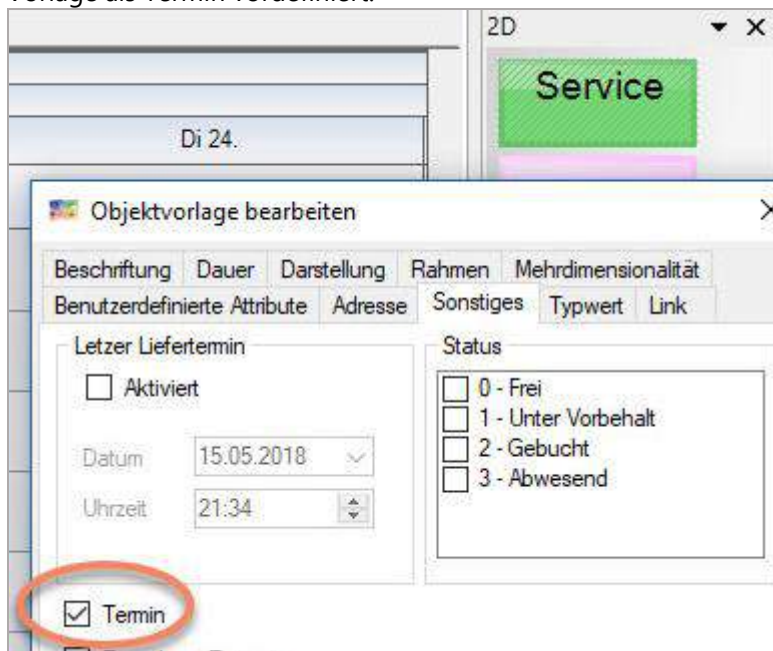 Vorlage als Termin vordefiniert.
2D
Service
Di 24.
Objektvorlage bearbeiten
Beschriftung Dauer Darstellung Rahmen Mehrdimensionalität
Benutzerdefinierte Attribute Adresse Sonstiges Typwert Link
Letzer Liefertermin
Aktiviert
Datum 15.05.2018
Uhrzeit 21:34
Status
0 - Frei
1 - Unter Vorbehalt
2 - Gebucht
3 - Abwesend
Termin